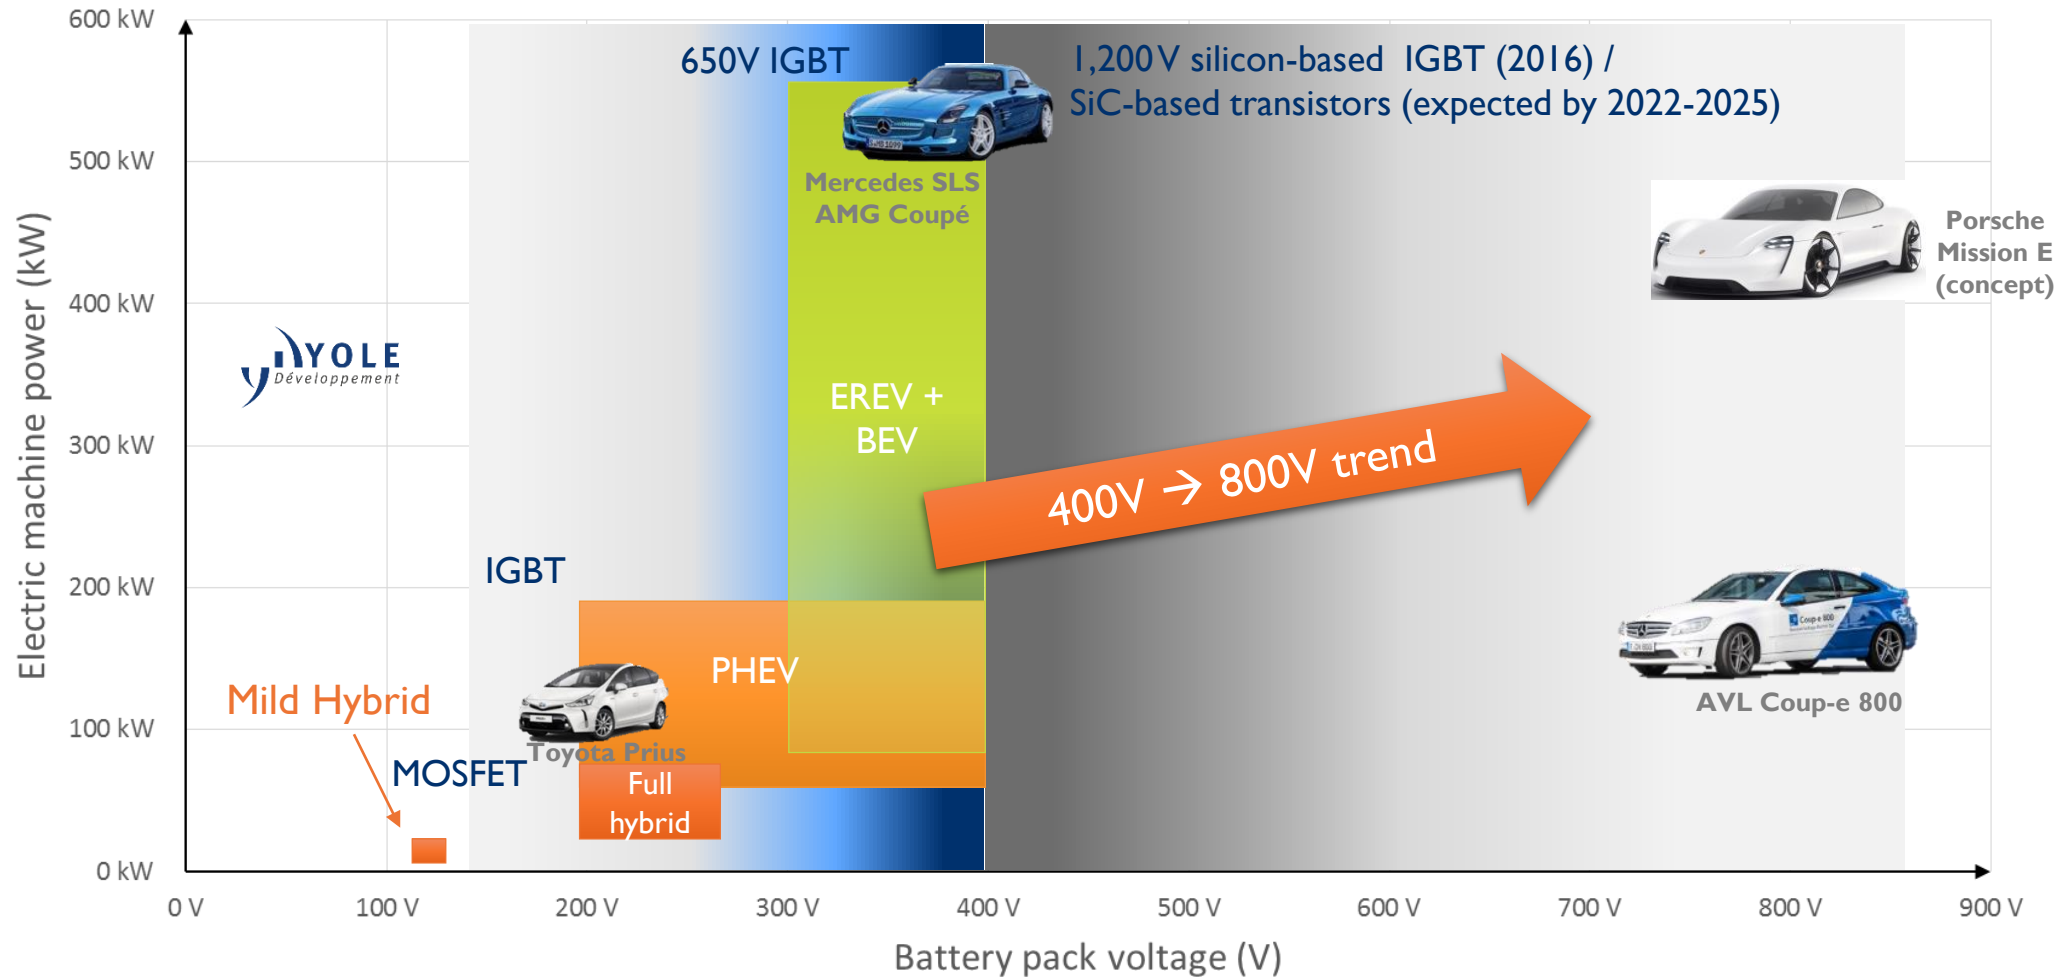 600 kW
500 kW
400 kW
300 kW
200 kW
100 kW
0 kW
Electric machine power (kW)
0 V
100 V
200 V
300 V
400 V
500 V
600 V
700 V
800 V
900 V
Battery pack voltage (V)
650V IGBT
1,200 V silicon-based IGBT (2016) /
SiC-based transistors (expected by 2022-2025)
Mercedes SLS
AMG Coupé
Porsche
Mission E
(concept)
YOLE
Développement
EREV +
BEV
400V → 800V trend
IGBT
PHEV
Mild Hybrid
Toyota Prius
MOSFET
Full
hybrid
Coup-e 800
AVL Coup-e 800